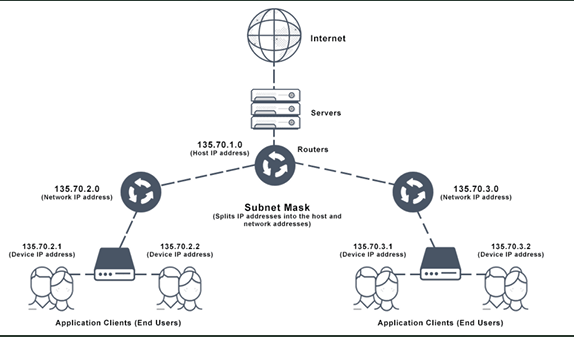 Internet
Servers
135.70.1.0
(Host IP address)
Routers
135.70.2.0
(Network IP address)
135.70.3.0
(Network IP address)
Subnet Mask
(Splits IP addresses into the host and
network addresses)
135.70.2.1
(Device IP address)
135.70.2.2
(Device IP address)
135.70.3.1
(Device IP address)
135.70.3.2
(Device IP address)
Application Clients (End Users)
Application Clients (End Users)